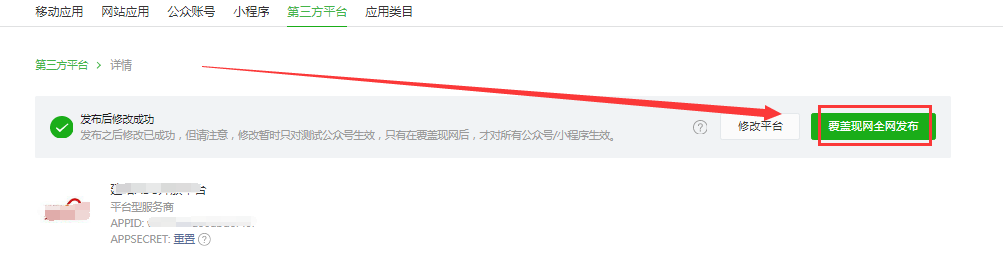 移动应用 网站应用 公众账号 小程序 第三方平台 应用类目
第三方平台 > 详情
发布后修改成功
发布之后修改已成功，但请注意，修改暂时只对测试公众号生效，只有在覆盖现网后，才对所有公众号/小程序生效。
? 修改平台 覆盖现网全网发布
平台型服务商
APPID:
APPSECRET: 重置 ?